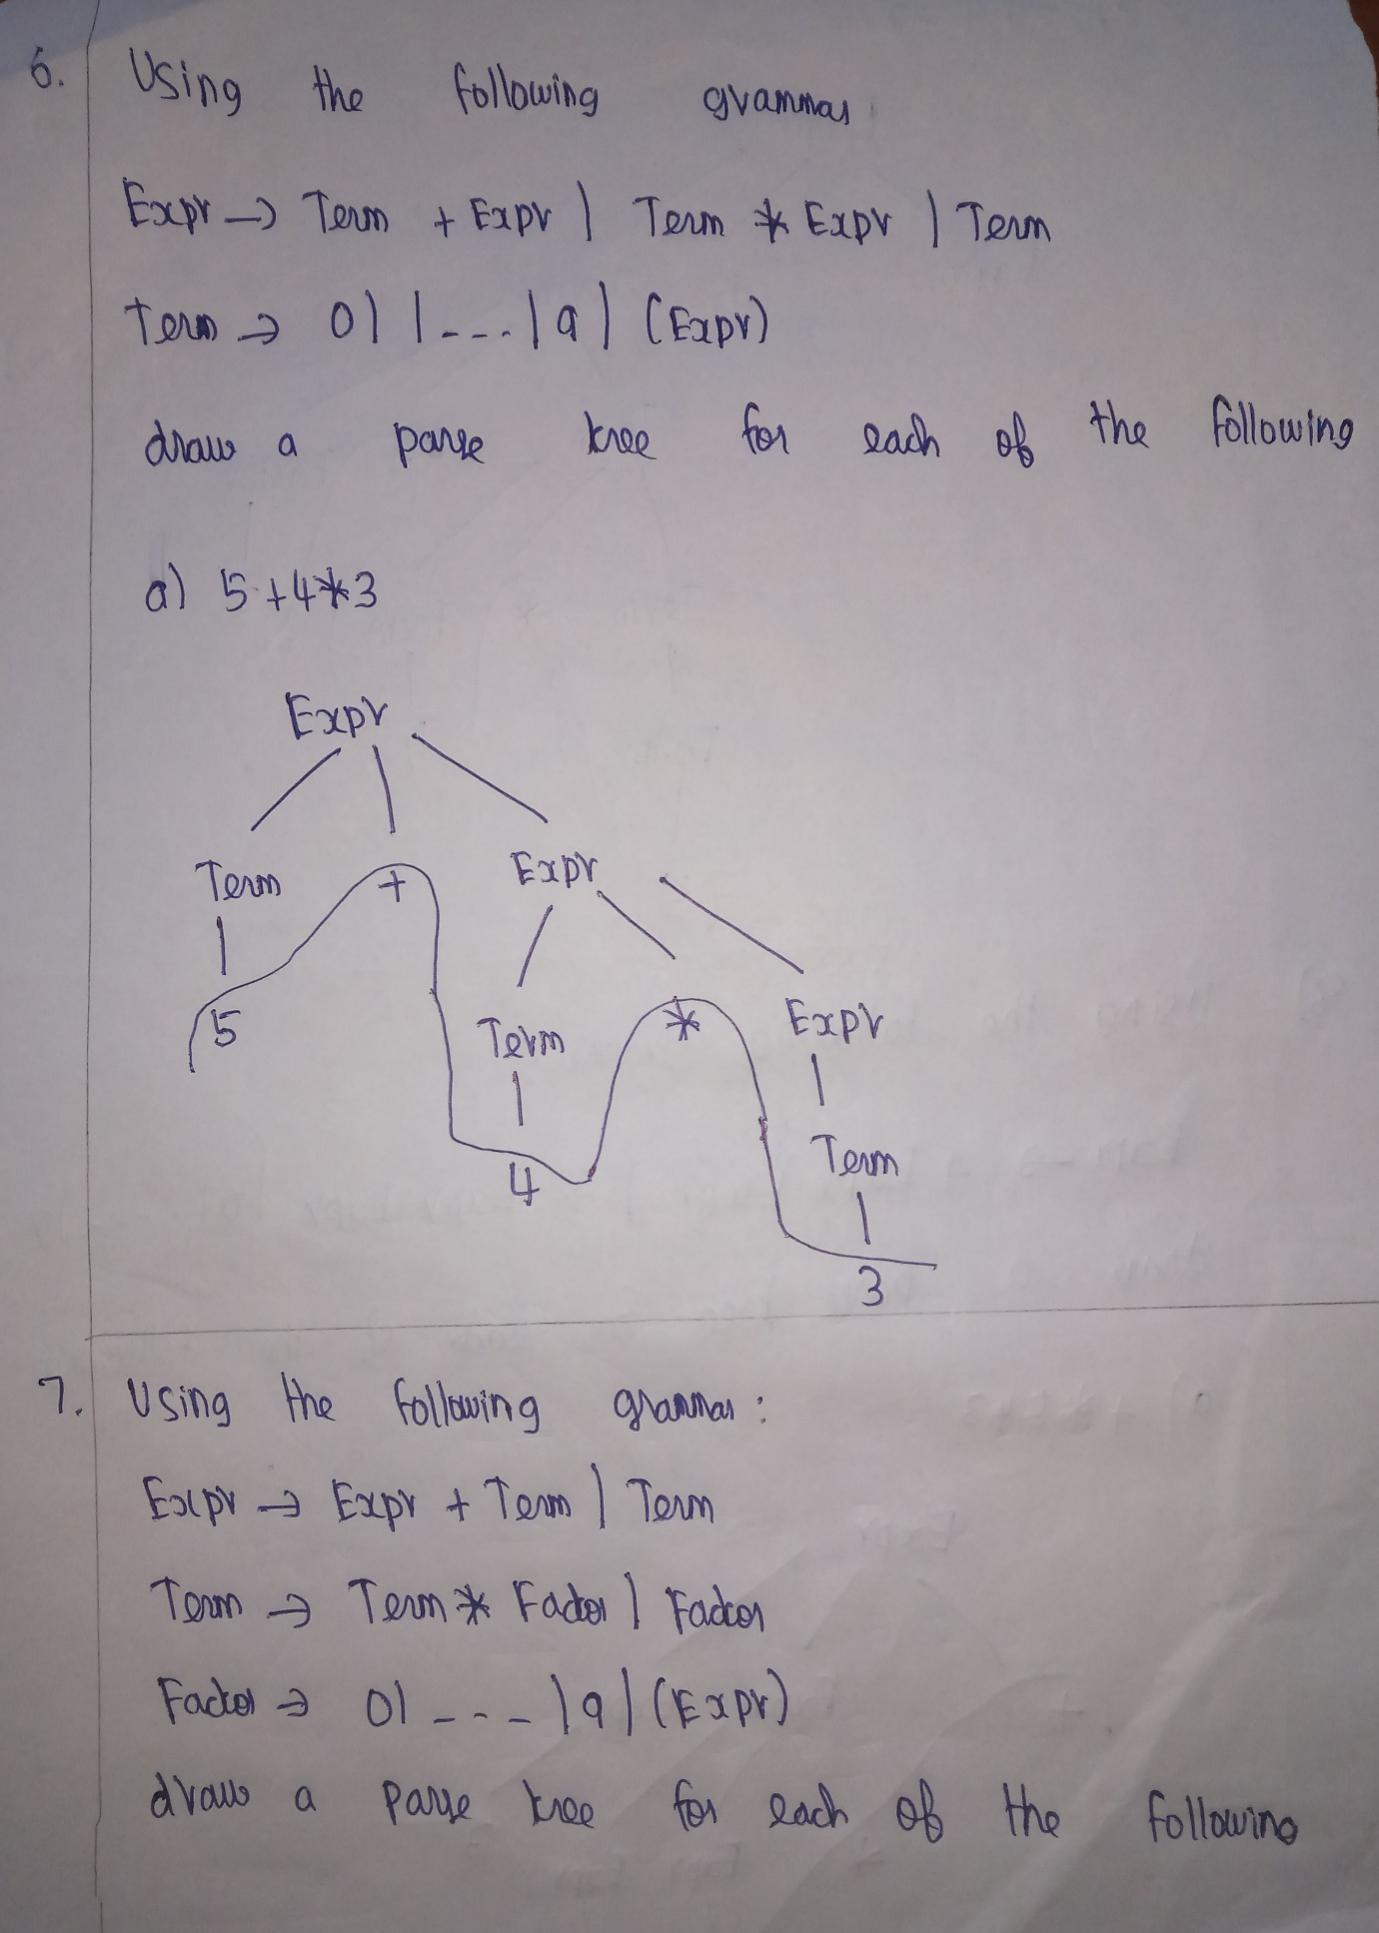 6. Using the following grammar
Expr → Term + Expr | Term * Expr | Term
Term → 0 | 1 --- | 9 | (Expr)
draw a parse tree for each of the following
a) 5+4*3
Expr
Term + Expr
5 Term * Expr
4 Term
3
7. Using the following grammar :
Expr → Expr + Term | Term
Term → Term * Factor | Factor
Factor → 0 | --- | 9 | (Expr)
draw a parse tree for each of the following